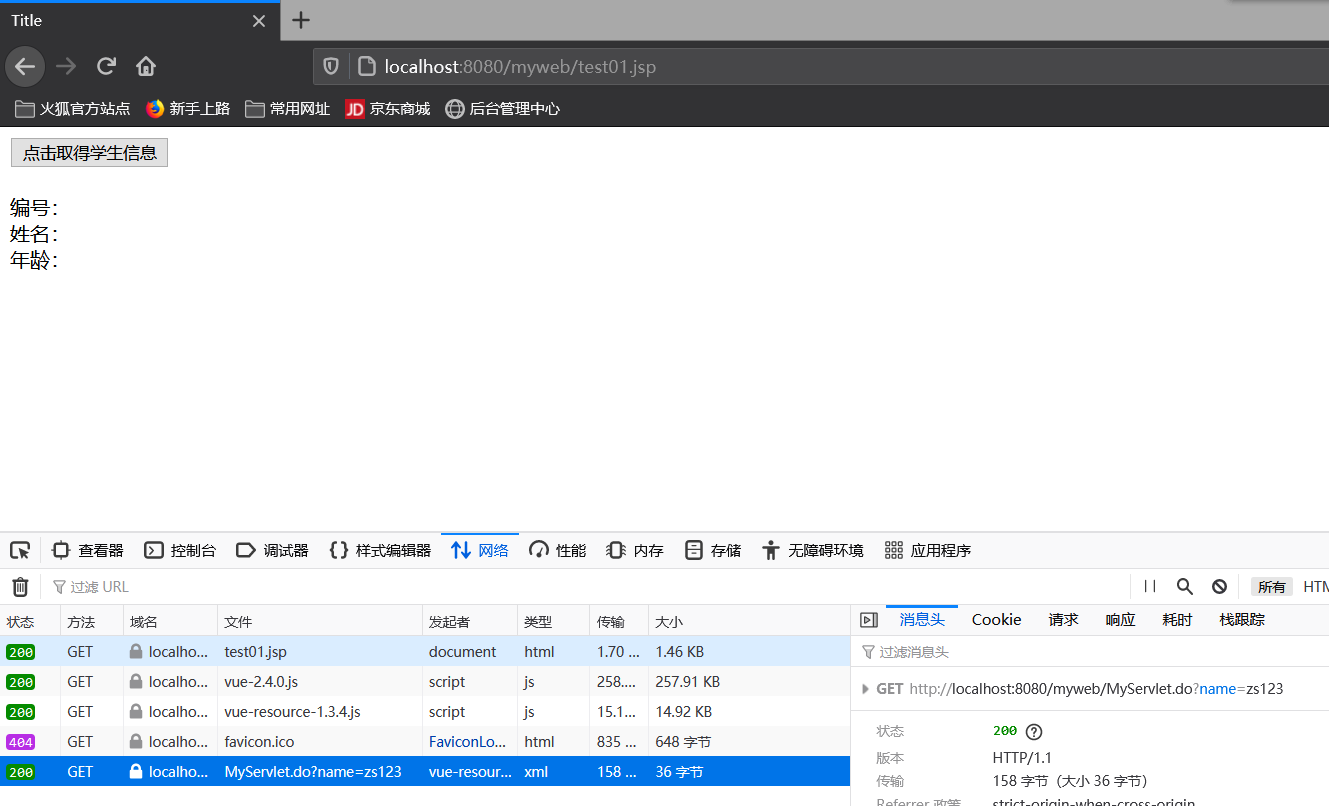 Title
localhost:8080/myweb/test01.jsp
火狐官方站点 新手上路 常用网址 JD 京东商城 后台管理中心
点击取得学生信息
编号：
姓名：
年龄：
查看器 控制台 调试器 样式编辑器 网络 性能 内存 存储 无障碍环境 应用程序
过滤 URL 所有 HTM
状态 方法 域名 文件 发起者 类型 传输 大小
200 GET localho... test01.jsp document html 1.70 ... 1.46 KB
200 GET localho... vue-2.4.0.js script js 258.... 257.91 KB
200 GET localho... vue-resource-1.3.4.js script js 15.1... 14.92 KB
404 GET localho... favicon.ico FaviconLo... html 835 ... 648 字节
200 GET localho... MyServlet.do?name=zs123 vue-resour... xml 158 ... 36 字节
消息头 Cookie 请求 响应 耗时 栈跟踪
过滤消息头
GET http://localhost:8080/myweb/MyServlet.do?name=zs123
状态 200 ?
版本 HTTP/1.1
传输 158 字节（大小 36 字节）
Referrer 政策 strict-origin-when-cross-origin